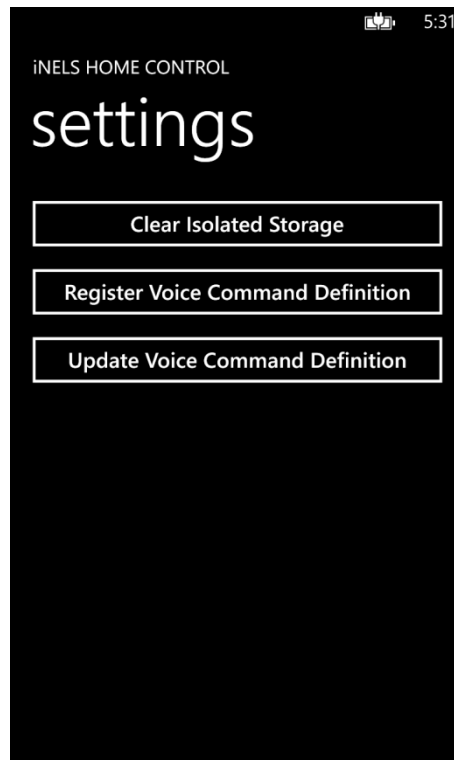 5:31
iNELS HOME CONTROL
settings
Clear Isolated Storage
Register Voice Command Definition
Update Voice Command Definition